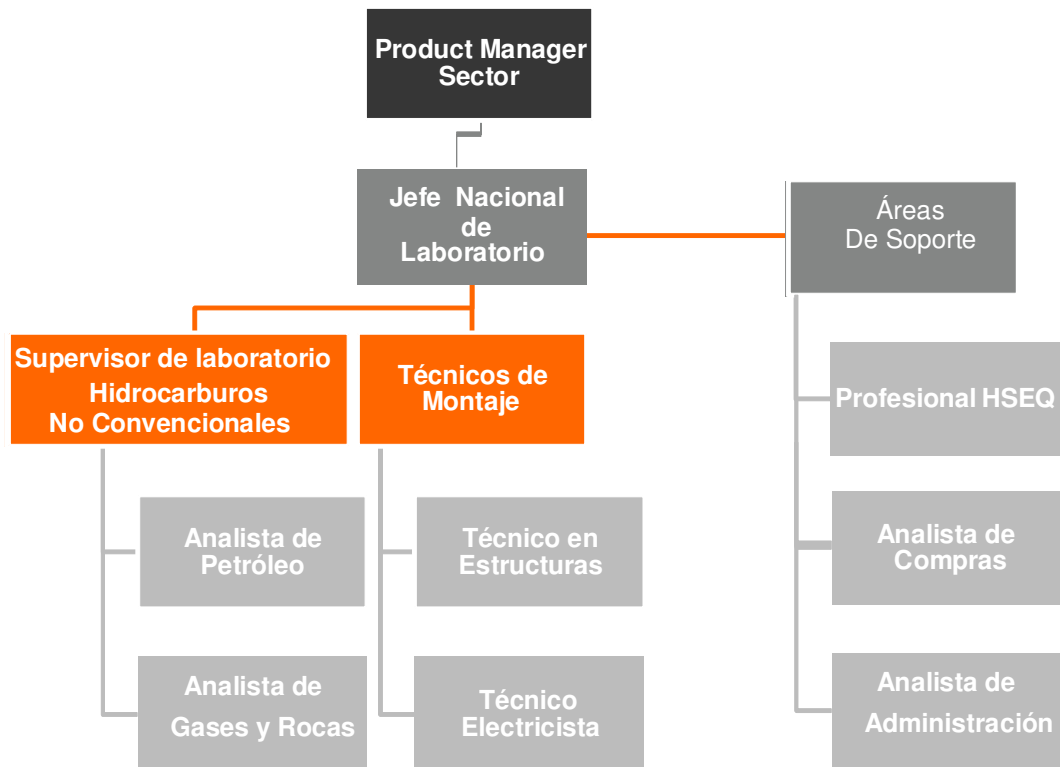 Product Manager
Sector
Jefe Nacional
de
Laboratorio
Áreas
De Soporte
Supervisor de laboratorio
Hidrocarburos
No Convencionales
Técnicos de
Montaje
Profesional HSEQ
Analista de
Petróleo
Técnico en
Estructuras
Analista de
Compras
Analista de
Gases y Rocas
Técnico
Electricista
Analista de
Administración